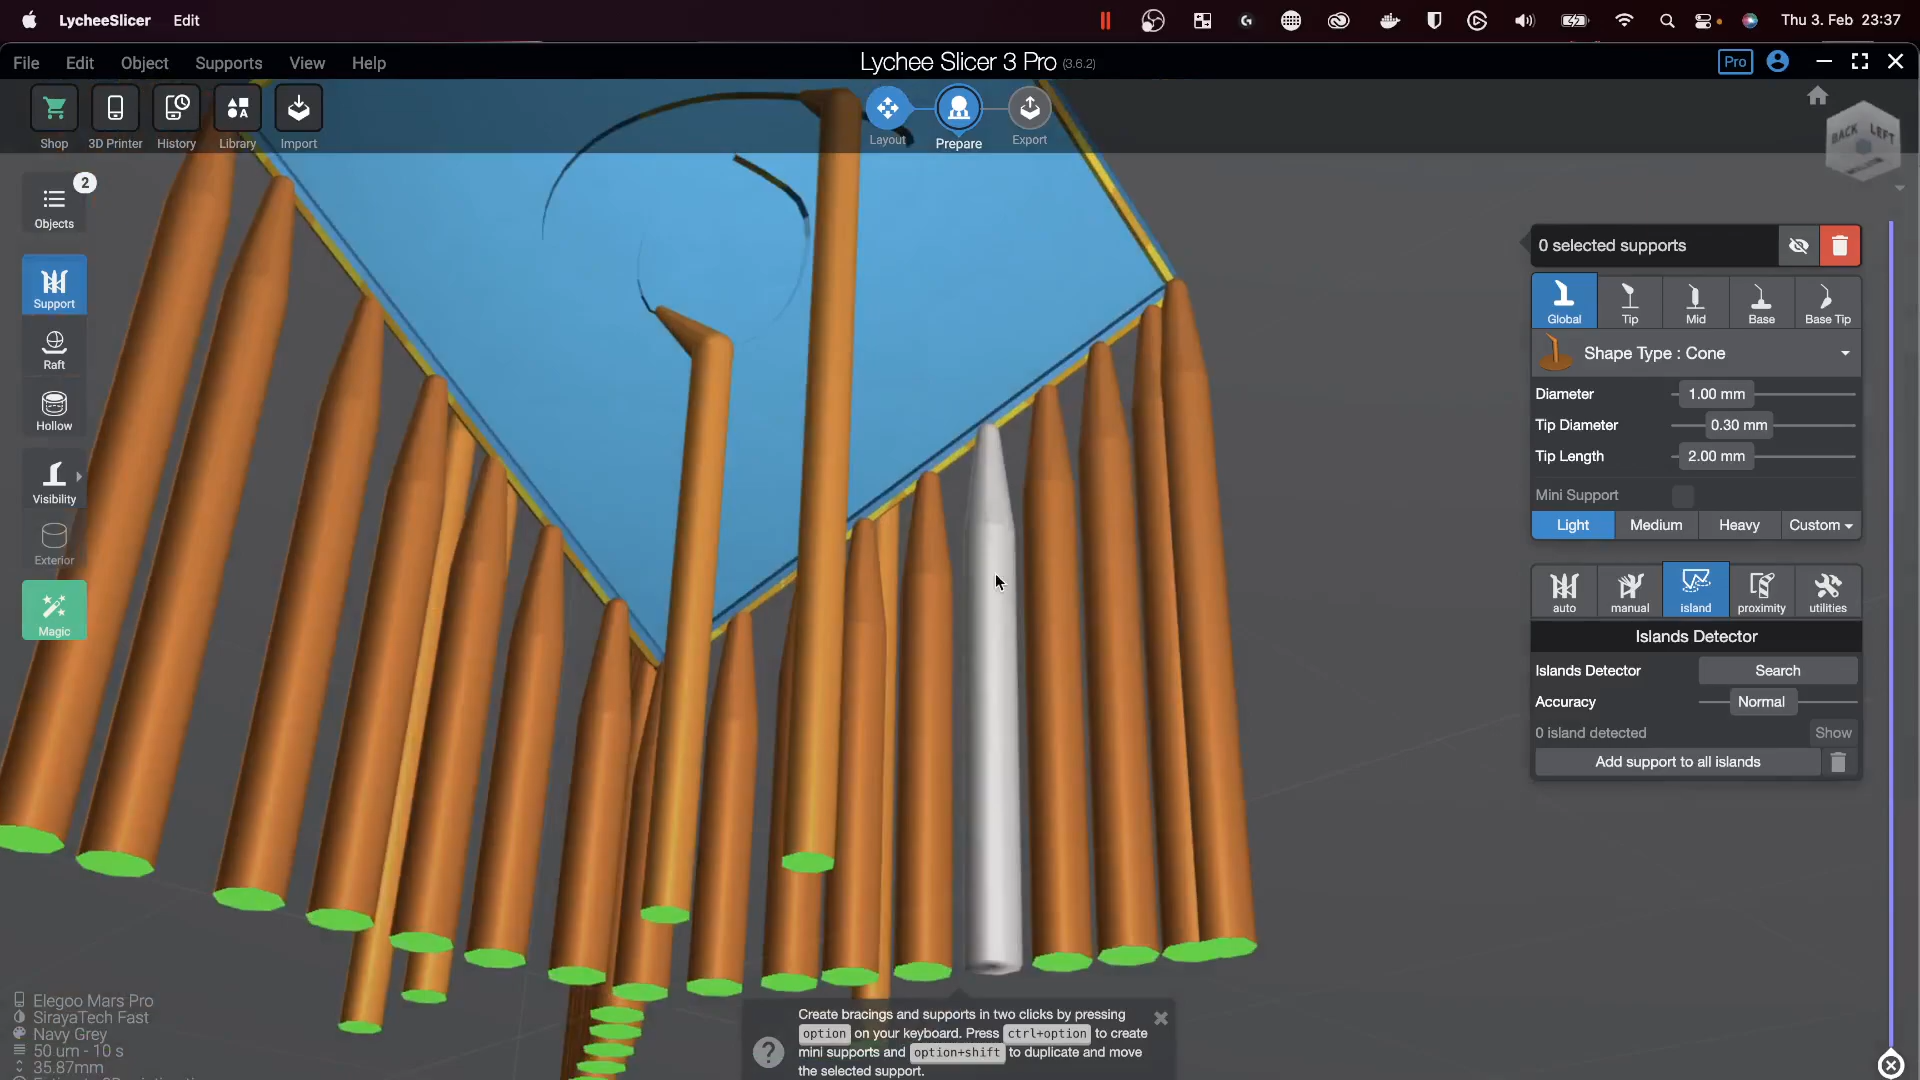 LycheeSlicer Edit Thu 3. Feb 23:37
File Edit Object Supports View Help Lychee Slicer 3 Pro (3.6.2) Pro
Shop 3D Printer History Library Import Layout Prepare Export
BACK LEFT
2
Objects
Support
Raft
Hollow
Visibility
Exterior
Magic
0 selected supports
Global Tip Mid Base Base Tip
Shape Type : Cone
Diameter 1.00 mm
Tip Diameter 0.30 mm
Tip Length 2.00 mm
Mini Support
Light Medium Heavy Custom
auto manual island proximity utilities
Islands Detector
Islands Detector Search
Accuracy Normal
0 island detected Show
Add support to all islands
Elegoo Mars Pro
SirayaTech Fast
Navy Grey
50 um - 10 s
35.87mm
Create bracings and supports in two clicks by pressing
option on your keyboard. Press ctrl+option to create
mini supports and option+shift to duplicate and move
the selected support.